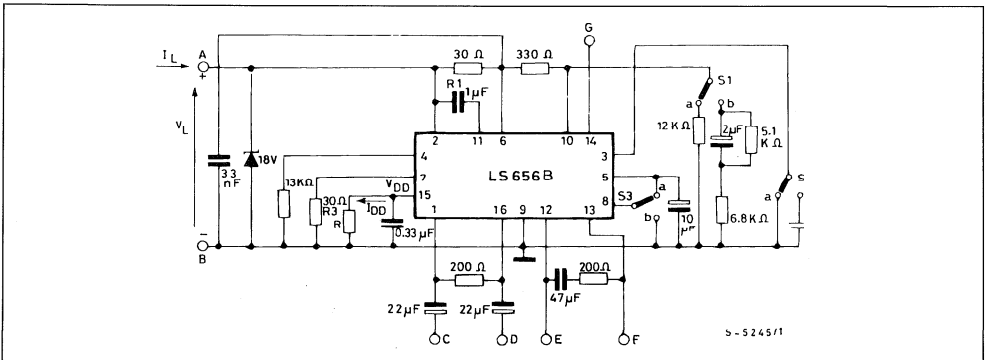 G
I L
A
+
30 Ω
330 Ω
R1
1µF
S1
a
b
2
11
6
10
14
12 KΩ
2µF
5.1
KΩ
V L
18V
33
nF
13KΩ
30Ω
R3
R
V DD
I DD
0.33 µF
4
7
15
1
LS656B
16
9
12
13
3
5
8
S3
a
b
10
µF
6.8 KΩ
S
a
−
B
200 Ω
200Ω
47µF
22µF
22µF
C
D
E
F
S-5245/1